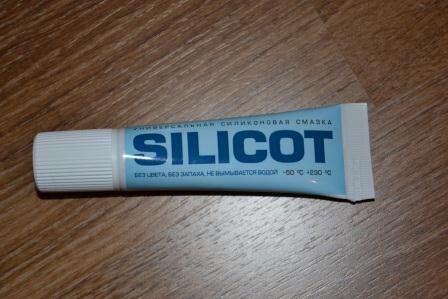 УНИВЕРСАЛЬНАЯ СИЛИКОНОВАЯ СМАЗКА
SILICOT
БЕЗ ЦВЕТА, БЕЗ ЗАПАХА, НЕ ВЫМЫВАЕТСЯ ВОДОЙ -50 °C +230 °C